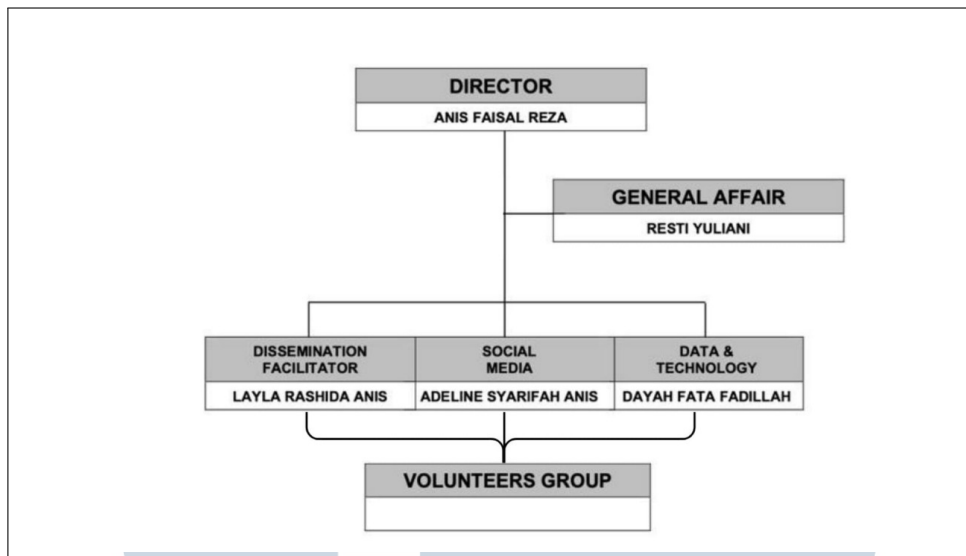 DIRECTOR
ANIS FAISAL REZA
GENERAL AFFAIR
RESTI YULIANI
DISSEMINATION
FACILITATOR
LAYLA RASHIDA ANIS
SOCIAL
MEDIA
ADELINE SYARIFAH ANIS
DATA &
TECHNOLOGY
DAYAH FATA FADILLAH
VOLUNTEERS GROUP